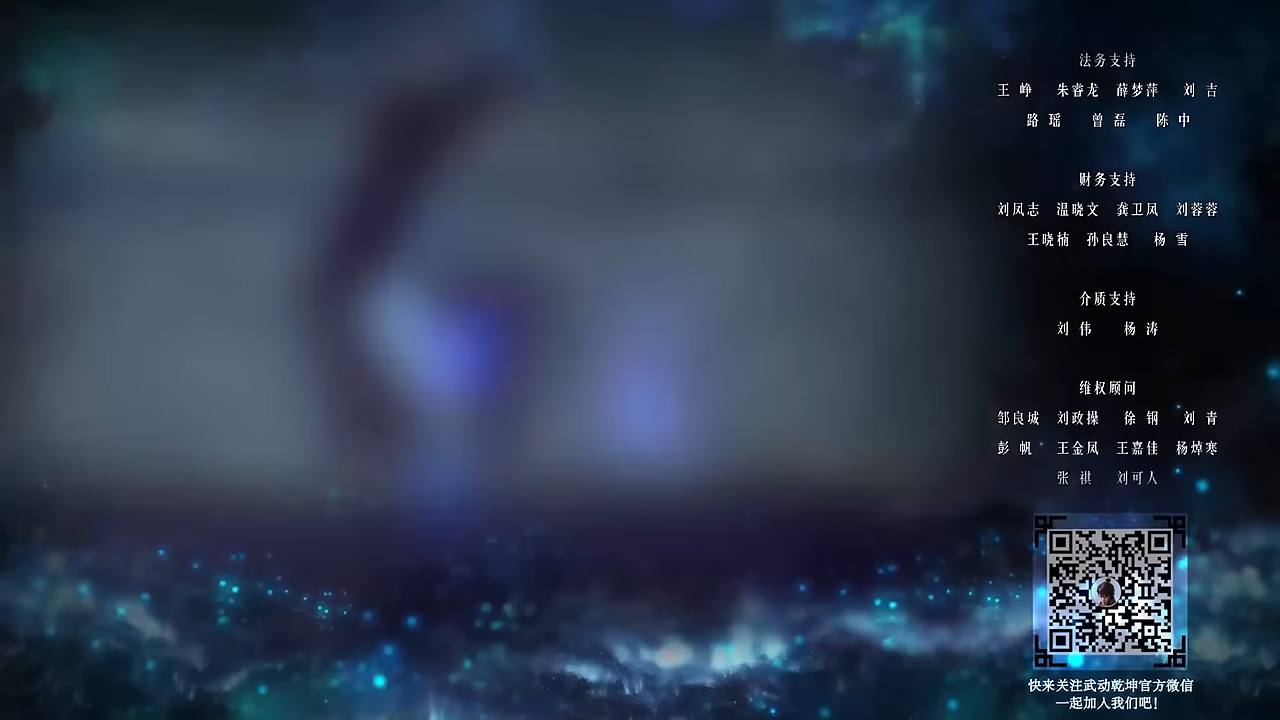 法务支持
王 峥 朱睿龙 薛梦萍 刘 吉
路 瑶 曾 磊 陈 中
财务支持
刘凤志 温晓文 龚卫凤 刘蓉蓉
王晓楠 孙良慧 杨 雪
介质支持
刘 伟 杨 涛
维权顾问
邹良城 刘政操 徐 钢 刘 青
彭 帆 王金凤 王嘉佳 杨焯寒
张 祺 刘可人
快来关注武动乾坤官方微信
一起加入我们吧!